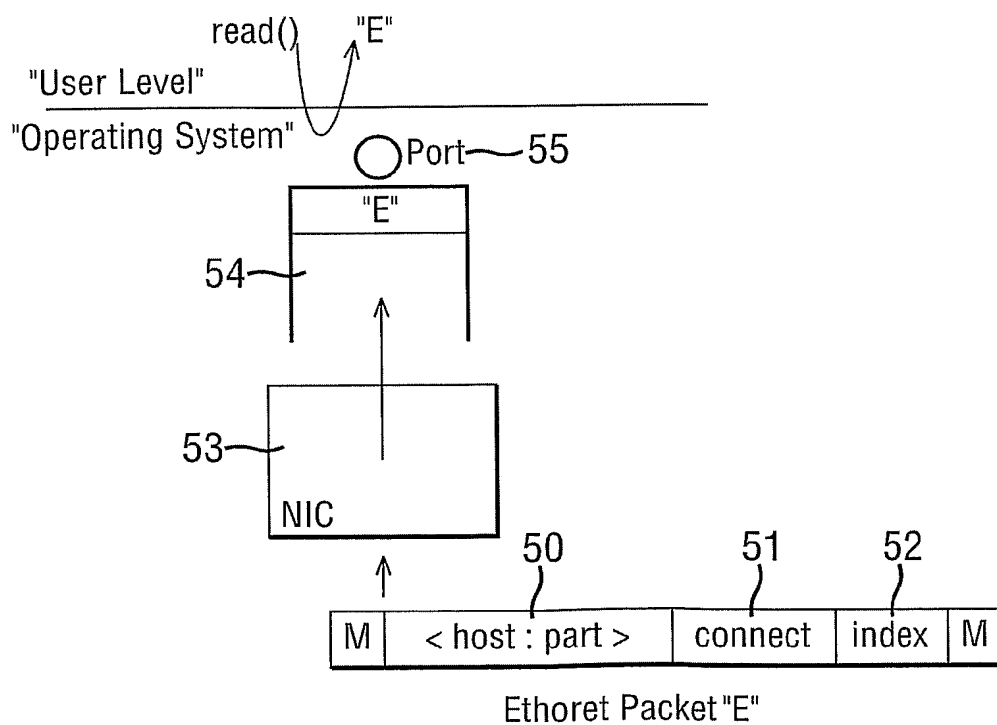 read() "E"
"User Level"
"Operating System"
Port 55
"E"
54
53
NIC
50 51 52
M < host : part > connect index M
Ethoret Packet "E"